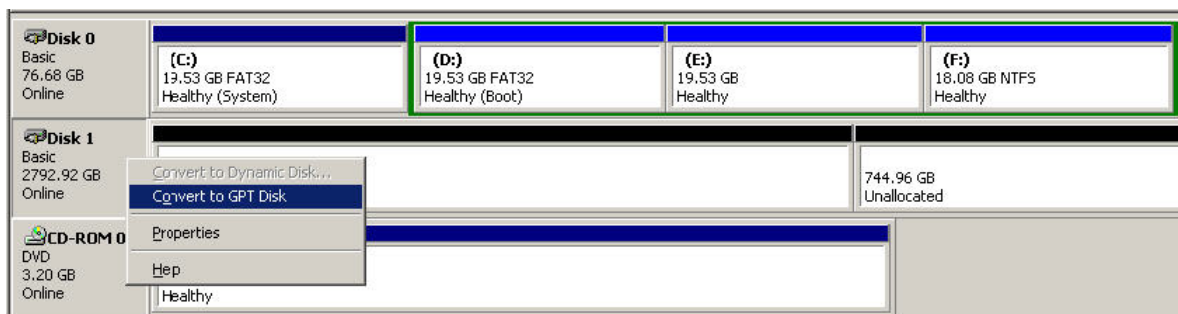 Disk 0
Basic
76.68 GB
Online
(C:)
19.53 GB FAT32
Healthy (System)
(D:)
19.53 GB FAT32
Healthy (Boot)
(E:)
19.53 GB
Healthy
(F:)
18.08 GB NTFS
Healthy
Disk 1
Basic
2792.92 GB
Online
744.96 GB
Unallocated
Convert to Dynamic Disk...
Convert to GPT Disk
Properties
Help
CD-ROM 0
DVD
3.20 GB
Online
Healthy